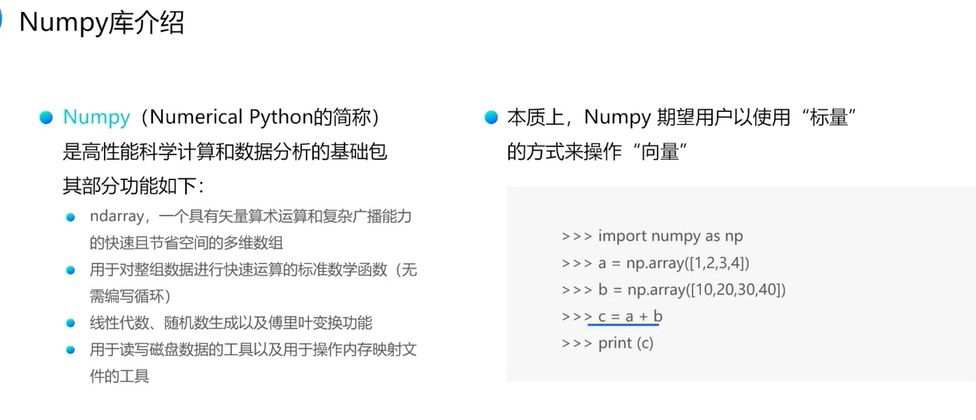 Numpy库介绍
Numpy（Numerical Python的简称）
是高性能科学计算和数据分析的基础包
其部分功能如下：
ndarray，一个具有矢量算术运算和复杂广播能力
的快速且节省空间的多维数组
用于对整组数据进行快速运算的标准数学函数（无
需编写循环）
线性代数、随机数生成以及傅里叶变换功能
用于读写磁盘数据的工具以及用于操作内存映射文
件的工具
本质上，Numpy 期望用户以使用“标量”
的方式来操作“向量”
>>> import numpy as np
>>> a = np.array([1,2,3,4])
>>> b = np.array([10,20,30,40])
>>> c = a + b
>>> print (c)